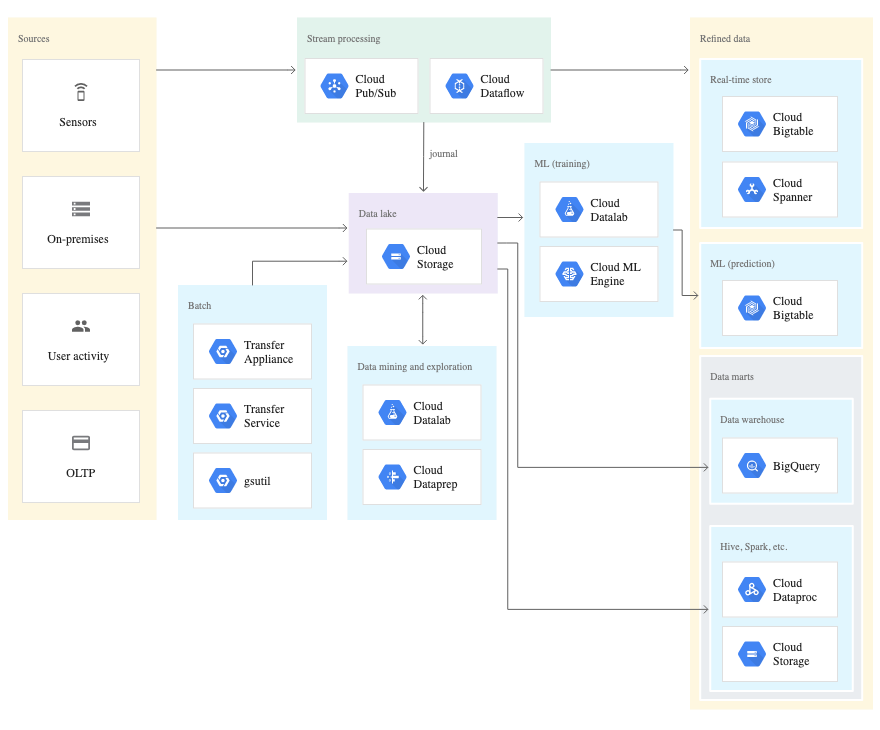 Sources
Sensors
On-premises
User activity
OLTP
Stream processing
Cloud
Pub/Sub
Cloud
Dataflow
journal
Data lake
Cloud
Storage
Batch
Transfer
Appliance
Transfer
Service
gsutil
Data mining and exploration
Cloud
Datalab
Cloud
Dataprep
ML (training)
Cloud
Datalab
Cloud ML
Engine
Refined data
Real-time store
Cloud
Bigtable
Cloud
Spanner
ML (prediction)
Cloud
Bigtable
Data marts
Data warehouse
BigQuery
Hive, Spark, etc.
Cloud
Dataproc
Cloud
Storage